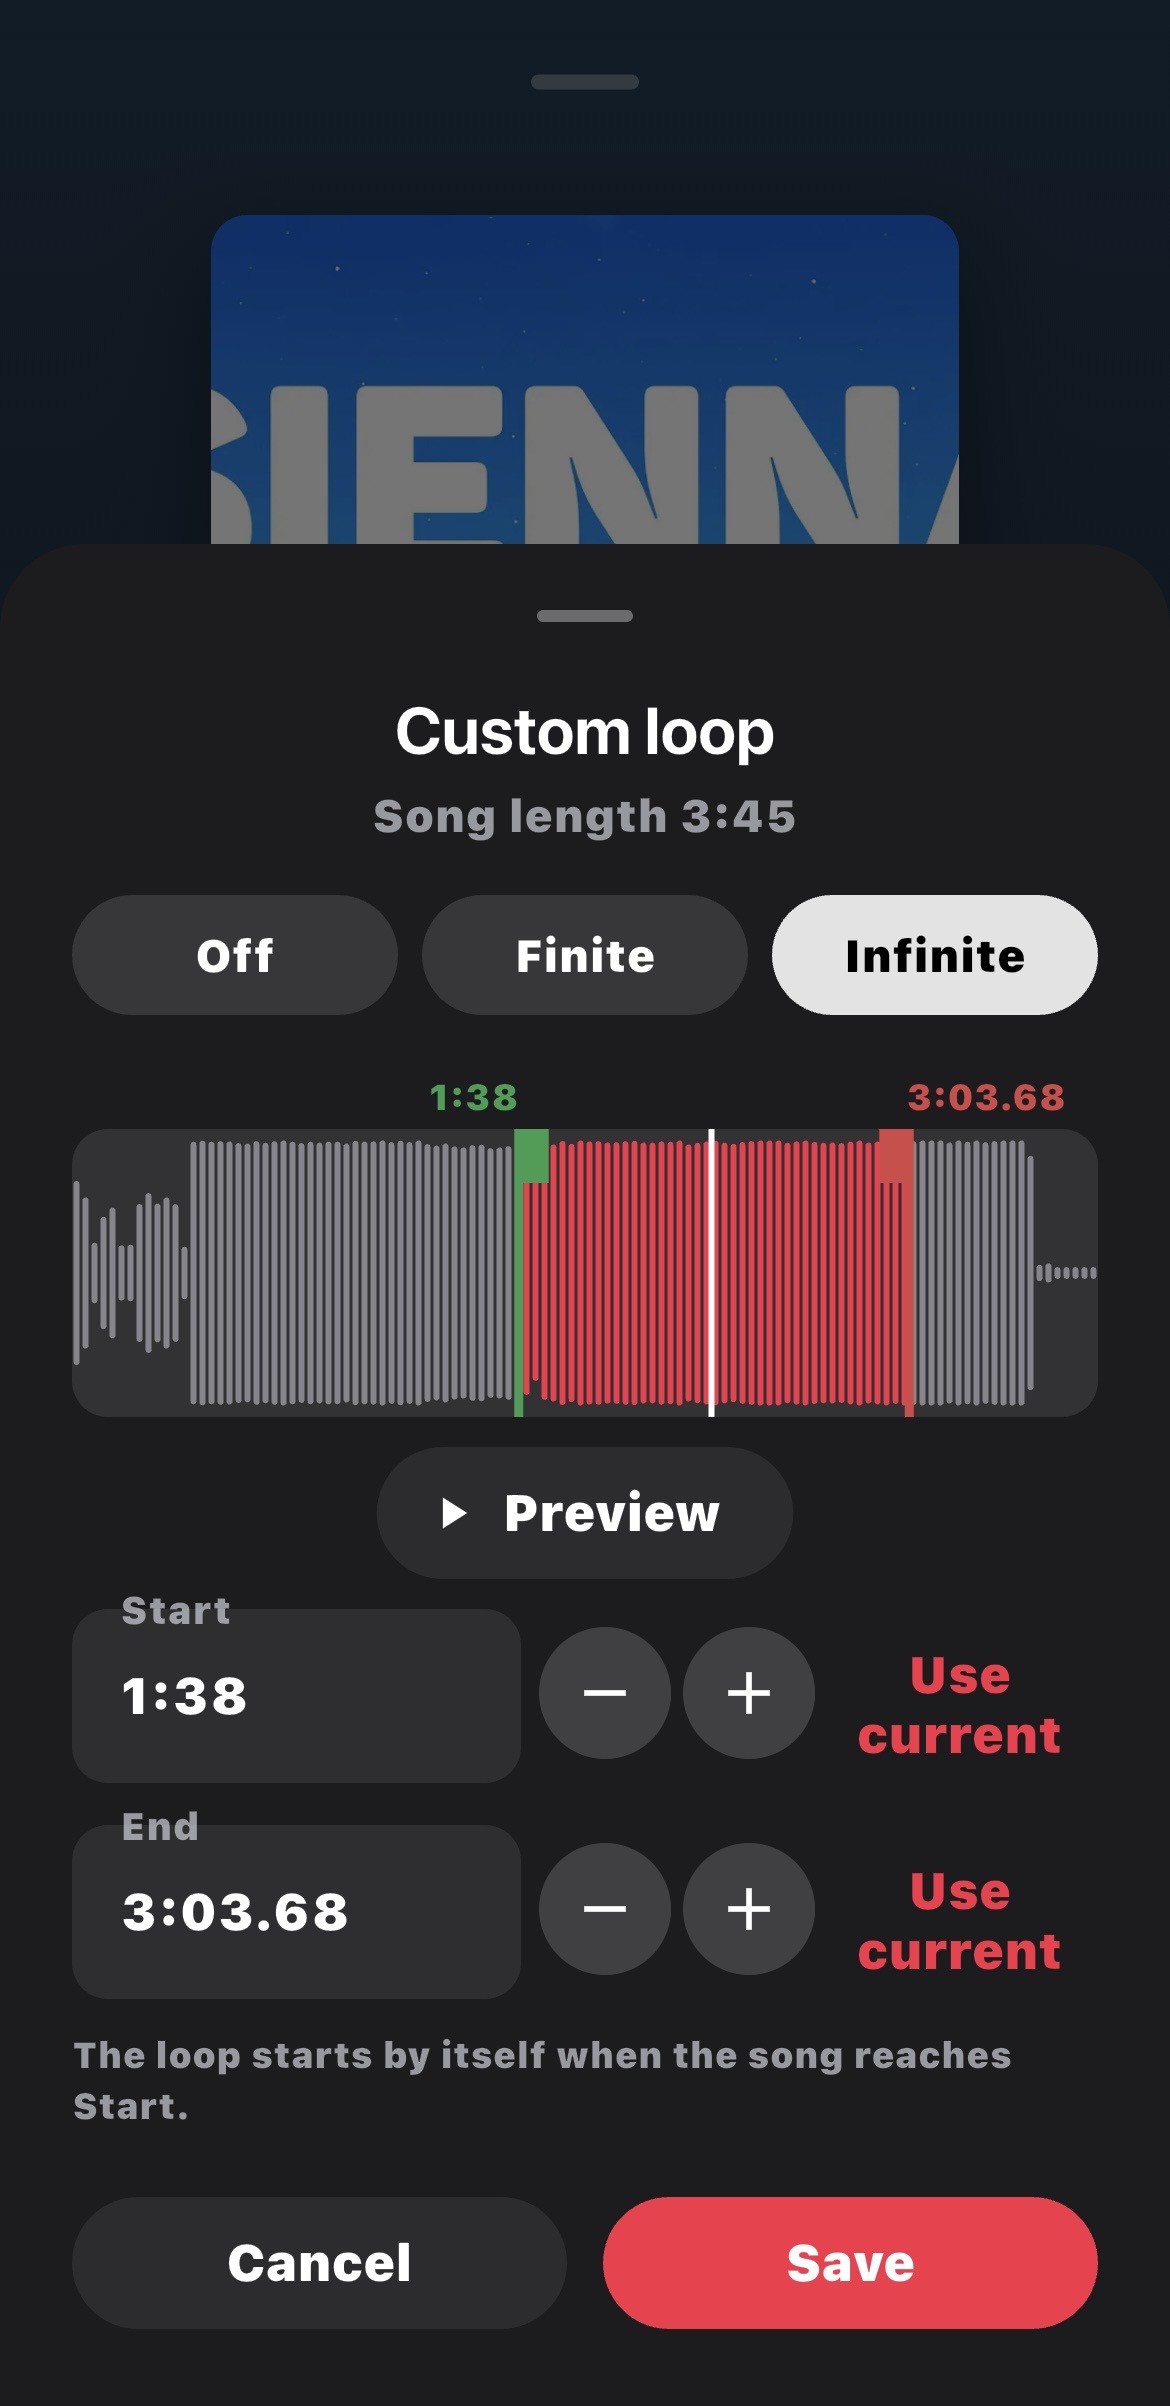 SIENNA
Custom loop
Song length 3:45
Off
Finite
Infinite
1:38
3:03.68
Preview
Start
1:38
Use
current
End
3:03.68
Use
current
The loop starts by itself when the song reaches
Start.
Cancel
Save